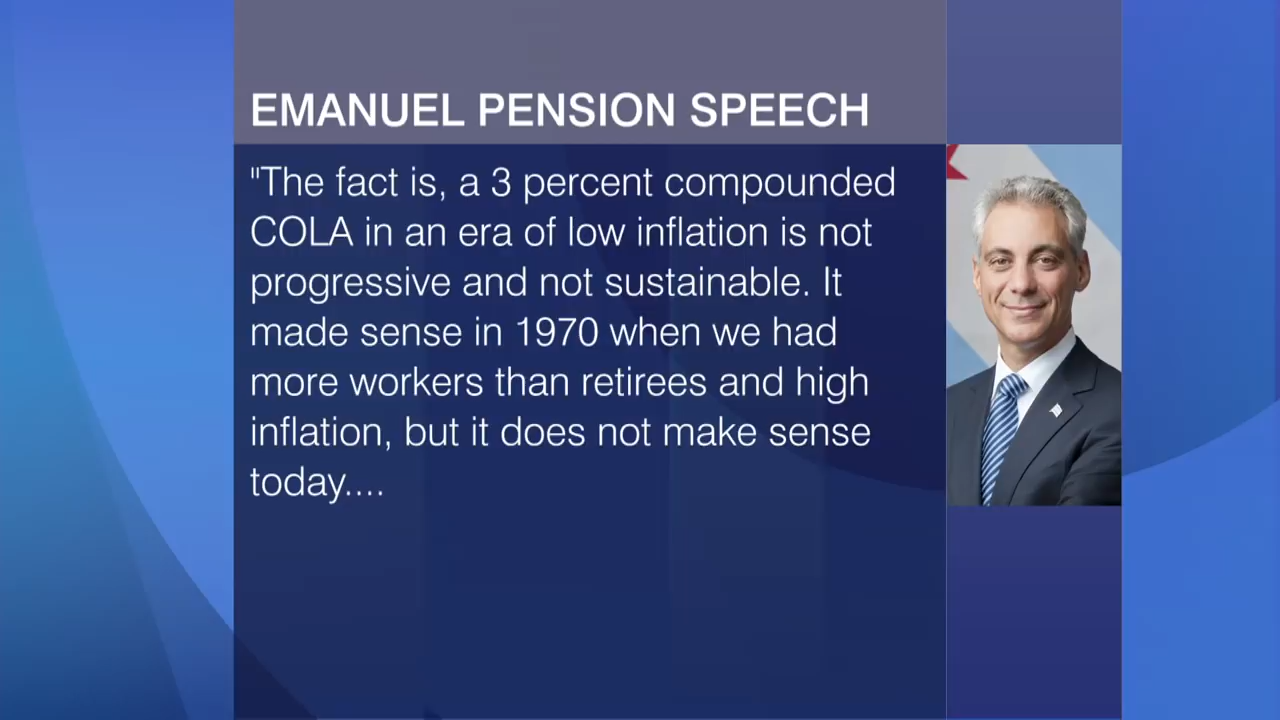 EMANUEL PENSION SPEECH
"The fact is, a 3 percent compounded
COLA in an era of low inflation is not
progressive and not sustainable. It
made sense in 1970 when we had
more workers than retirees and high
inflation, but it does not make sense
today....